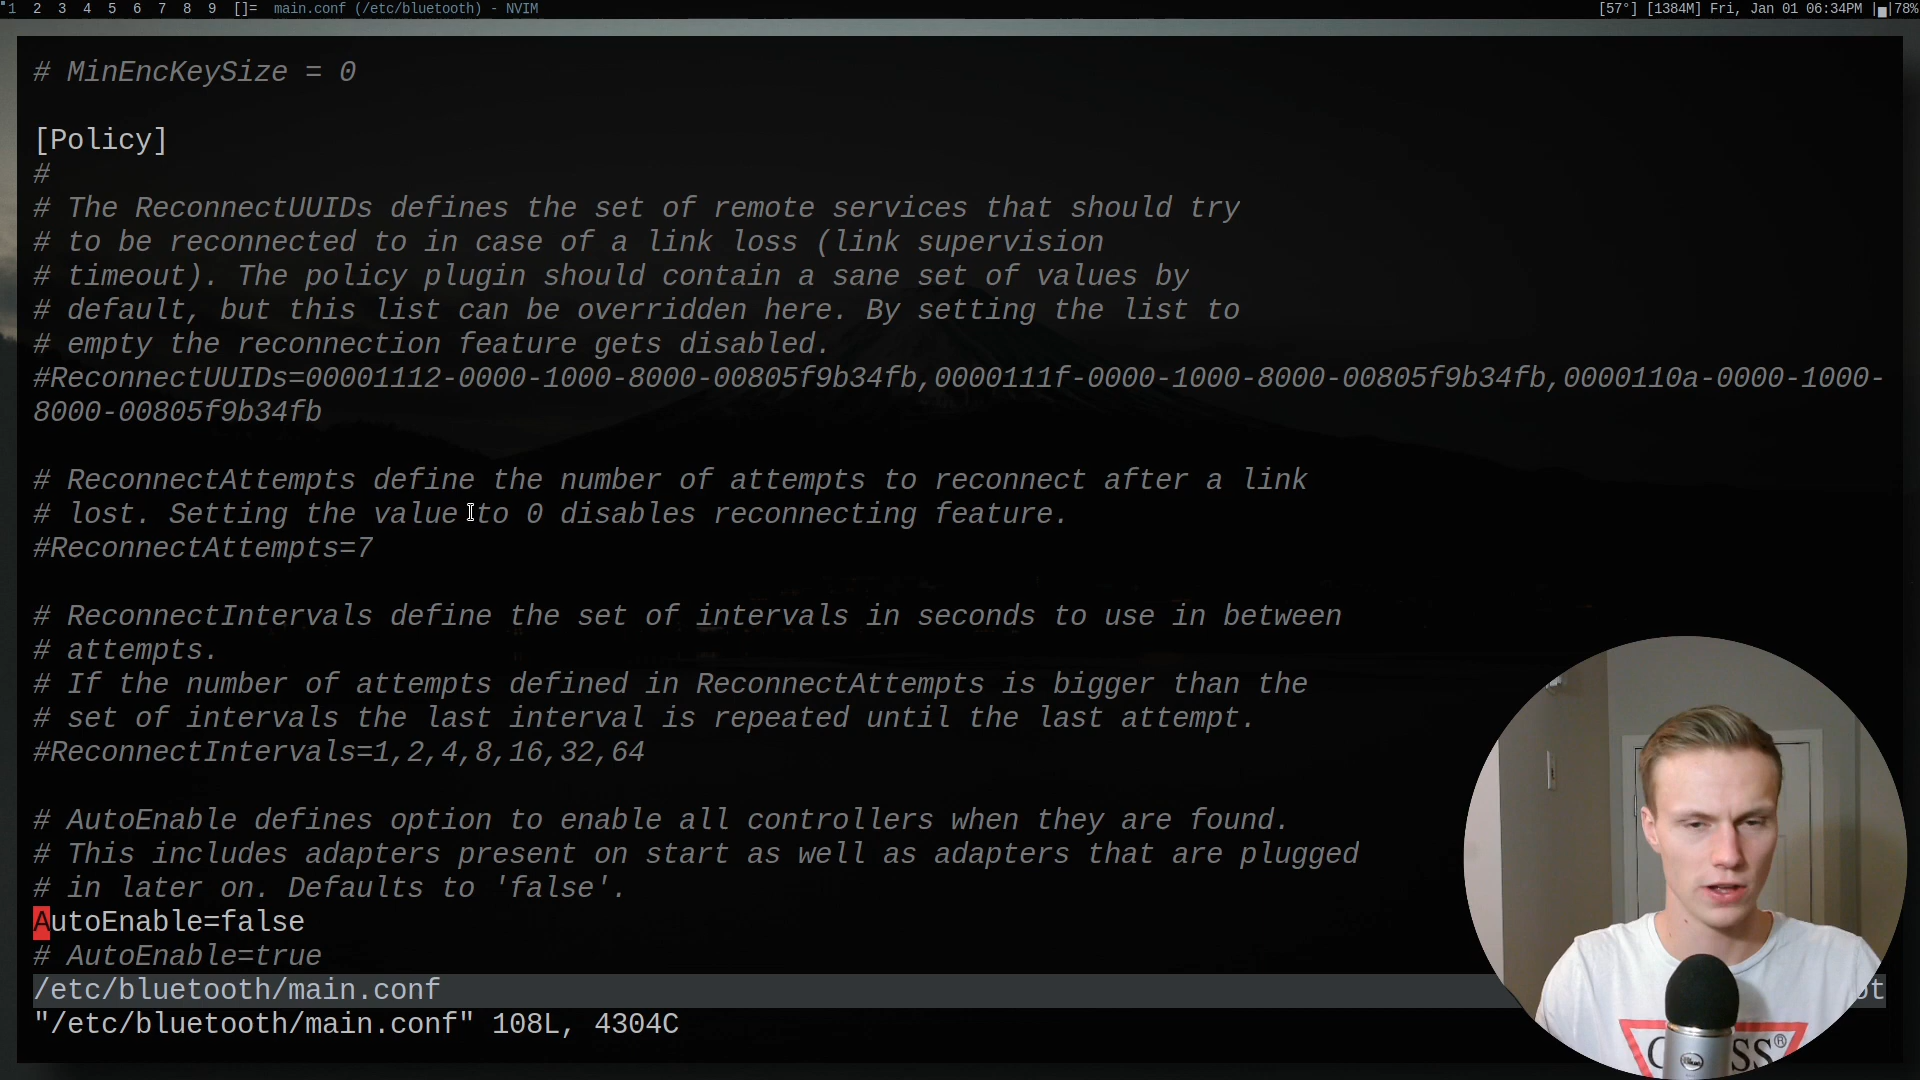 1 2 3 4 5 6 7 8 9 []= main.conf (/etc/bluetooth) - NVIM [57°] [1384M] Fri, Jan 01 06:34PM |▄|78%
# MinEncKeySize = 0
[Policy]
#
# The ReconnectUUIDs defines the set of remote services that should try
# to be reconnected to in case of a link loss (link supervision
# timeout). The policy plugin should contain a sane set of values by
# default, but this list can be overridden here. By setting the list to
# empty the reconnection feature gets disabled.
#ReconnectUUIDs=00001112-0000-1000-8000-00805f9b34fb,0000111f-0000-1000-8000-00805f9b34fb,0000110a-0000-1000-
8000-00805f9b34fb
# ReconnectAttempts define the number of attempts to reconnect after a link
# lost. Setting the value to 0 disables reconnecting feature.
#ReconnectAttempts=7
# ReconnectIntervals define the set of intervals in seconds to use in between
# attempts.
# If the number of attempts defined in ReconnectAttempts is bigger than the
# set of intervals the last interval is repeated until the last attempt.
#ReconnectIntervals=1,2,4,8,16,32,64
# AutoEnable defines option to enable all controllers when they are found.
# This includes adapters present on start as well as adapters that are plugged
# in later on. Defaults to 'false'.
AutoEnable=false
# AutoEnable=true
/etc/bluetooth/main.conf
"/etc/bluetooth/main.conf" 108L, 4304C